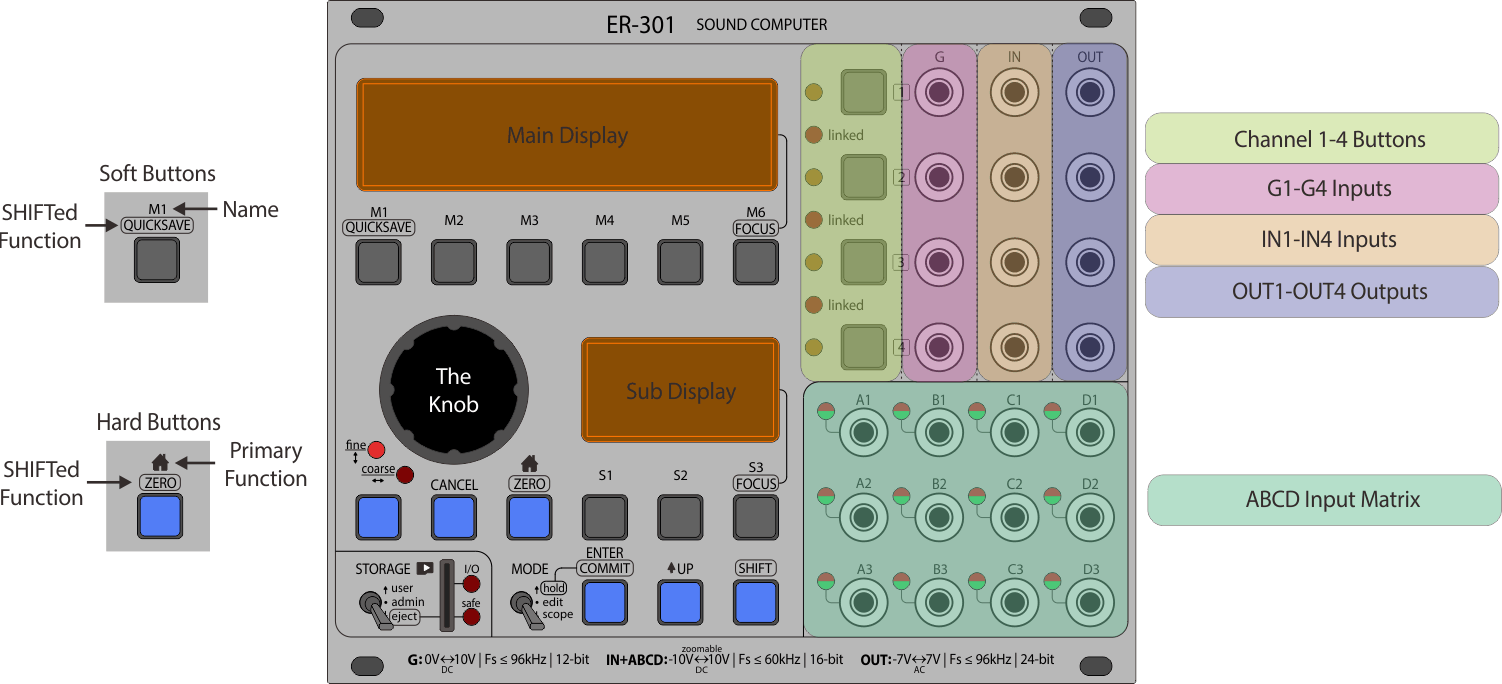 ER-301 SOUND COMPUTER
G IN OUT
1
linked
2
linked
3
linked
4
Main Display
M1 M2 M3 M4 M5 M6
QUICKSAVE FOCUS
The
Knob
Sub Display
fine
coarse
CANCEL
ZERO
S1 S2 S3
FOCUS
STORAGE
user
admin
eject
I/O
safe
MODE
hold
edit
scope
ENTER
COMMIT
UP
SHIFT
A1 B1 C1 D1
A2 B2 C2 D2
A3 B3 C3 D3
G: 0V↔10V | Fs ≤ 96kHz | 12-bit
DC
zoomable
IN+ABCD: -10V↔10V | Fs ≤ 60kHz | 16-bit
DC
OUT: -7V↔7V | Fs ≤ 96kHz | 24-bit
AC
Soft Buttons
M1
QUICKSAVE
Name
SHIFTed
Function
Hard Buttons
ZERO
Primary
Function
SHIFTed
Function
Channel 1-4 Buttons
G1-G4 Inputs
IN1-IN4 Inputs
OUT1-OUT4 Outputs
ABCD Input Matrix